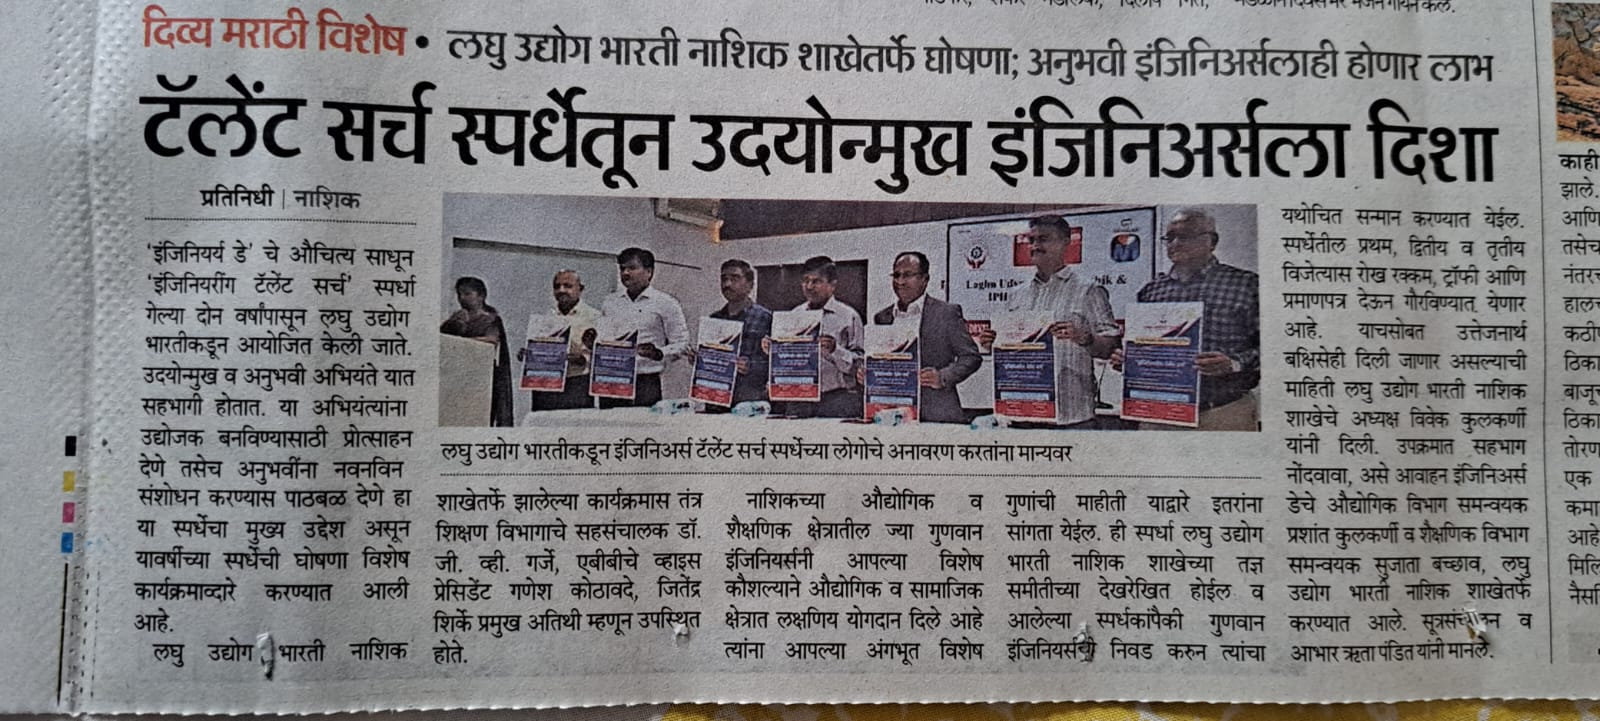 दिव्य मराठी विशेष • लघु उद्योग भारती नाशिक शाखेतर्फे घोषणा; अनुभवी इंजिनिअर्सलाही होणार लाभ
टॅलेंट सर्च स्पर्धेतून उदयोन्मुख इंजिनिअर्सला दिशा
प्रतिनिधी | नाशिक
'इंजिनियर्य डे' चे औचित्य साधून
'इंजिनियरींग टॅलेंट सर्च' स्पर्धा
गेल्या दोन वर्षांपासून लघु उद्योग
भारतीकडून आयोजित केली जाते.
उदयोन्मुख व अनुभवी अभियंते यात
सहभागी होतात. या अभियंत्यांना
उद्योजक बनविण्यासाठी प्रोत्साहन
देणे तसेच अनुभवींना नवनविन
संशोधन करण्यास पाठबळ देणे हा
या स्पर्धेचा मुख्य उद्देश असून
यावर्षीच्या स्पर्धेची घोषणा विशेष
कार्यक्रमाव्दारे करण्यात आली
आहे.
लघु उद्योग भारती नाशिक
Laghu
लघु उद्योग भारतीकडून इंजिनिअर्स टॅलेंट सर्च स्पर्धेच्या लोगोचे अनावरण करतांना मान्यवर
शाखेतर्फे झालेल्या कार्यक्रमास तंत्र
शिक्षण विभागाचे सहसंचालक डॉ.
जी. व्ही. गर्जे, एबीबीचे व्हाइस
प्रेसिडेंट गणेश कोठावदे, जितेंद्र
शिर्के प्रमुख अतिथी म्हणून उपस्थित
होते.
नाशिकच्या औद्योगिक व
शैक्षणिक क्षेत्रातील ज्या गुणवान
इंजिनियर्सनी आपल्या विशेष
कौशल्याने औद्योगिक व सामाजिक
क्षेत्रात लक्षणिय योगदान दिले आहे
त्यांना आपल्या अंगभूत विशेष
गुणांची माहीती याद्वारे इतरांना
सांगता येईल. ही स्पर्धा लघु उद्योग
भारती नाशिक शाखेच्या तज्ञ
समीतीच्या देखरेखित होईल व
आलेल्या स्पर्धकांपैकी गुणवान
इंजिनियर्सची निवड करुन त्यांचा
यथोचित सन्मान करण्यात येईल.
स्पर्धेतील प्रथम, द्वितीय व तृतीय
विजेत्यास रोख रक्कम, ट्रॉफी आणि
प्रमाणपत्र देऊन गौरविण्यात येणार
आहे. याचसोबत उत्तेजनार्थ
बक्षिसेही दिली जाणार असल्याची
माहिती लघु उद्योग भारती नाशिक
शाखेचे अध्यक्ष विवेक कुलकर्णी
यांनी दिली. उपक्रमात सहभाग
नोंदवावा, असे आवाहन इंजिनिअर्स
डेचे औद्योगिक विभाग समन्वयक
प्रशांत कुलकर्णी व शैक्षणिक विभाग
समन्वयक सुजाता बच्छाव, लघु
उद्योग भारती नाशिक शाखेतर्फे
करण्यात आले. सूत्रसंचालन व
आभार ऋता पंडित यांनी मानले.
काही
झाले.
आणि
तसेच
ठिका
ठिका
एक
आहे